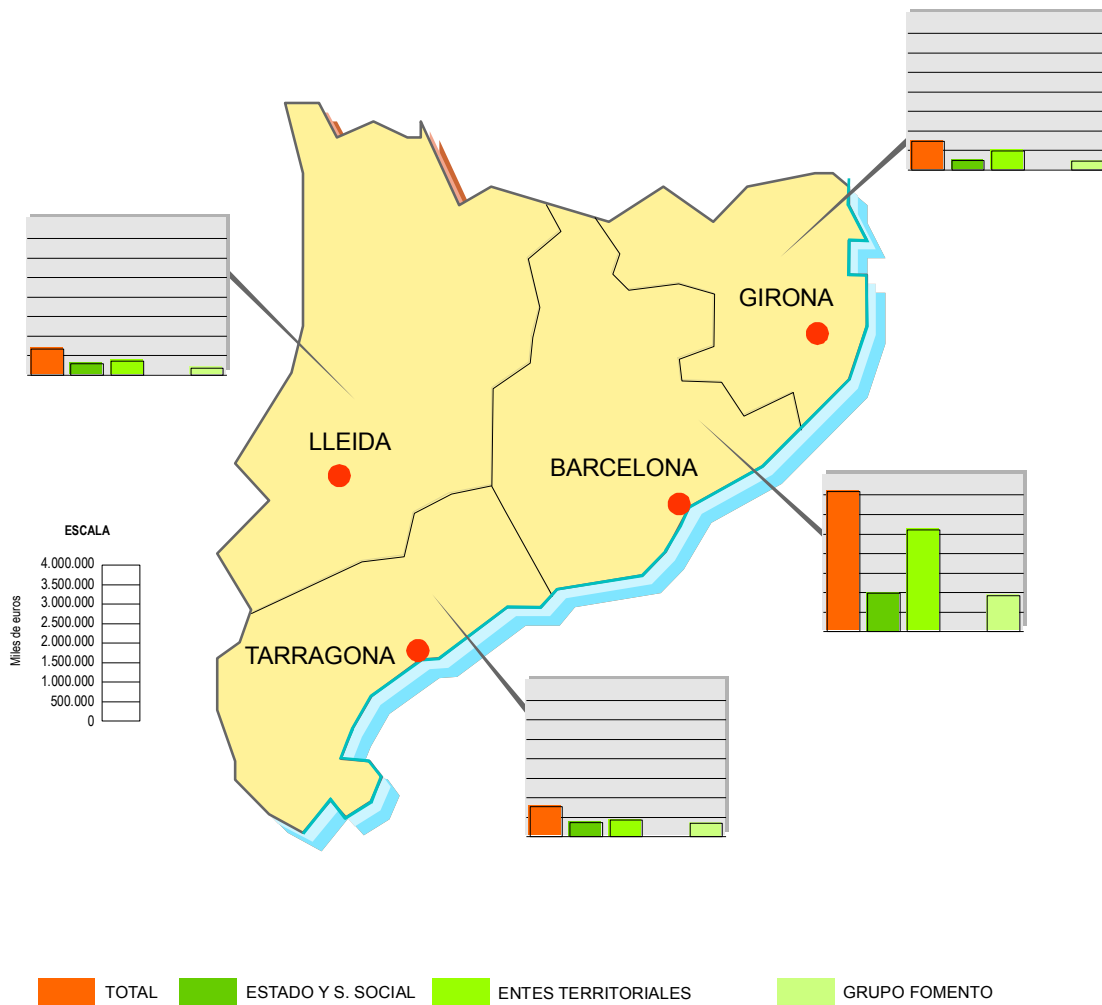 GIRONA
LLEIDA
BARCELONA
ESCALA
Miles de euros
4.000.000
3.500.000
3.000.000
2.500.000
2.000.000
1.500.000
1.000.000
500.000
0
TARRAGONA
TOTAL
ESTADO Y S. SOCIAL
ENTES TERRITORIALES
GRUPO FOMENTO